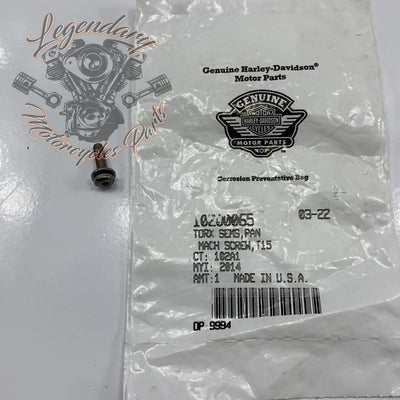 Legendary
Motorcycles Parts
Genuine Harley-Davidson®
Motor Parts
GENUINE
MOTOR
HARLEY-DAVIDSON
CYCLES
MOTOR PARTS
Corrosion Preventative Bag
10200065 03-22
TORX SEMS,PAN
MACH SCREW,T15
CT: 102A1
MYI: 2014
AMT:1 MADE IN U.S.A.
OP 9994